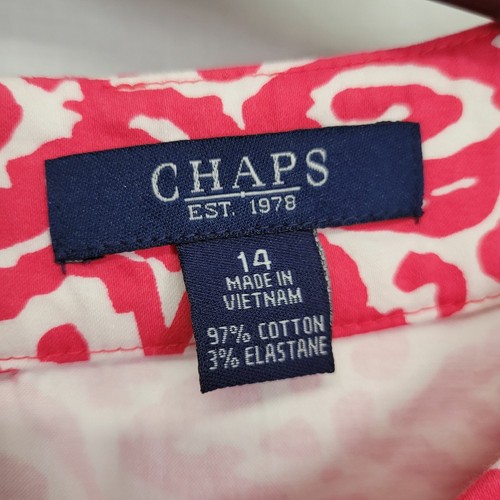 CHAPS
EST. 1978
14
MADE IN
VIETNAM
97% COTTON
3% ELASTANE